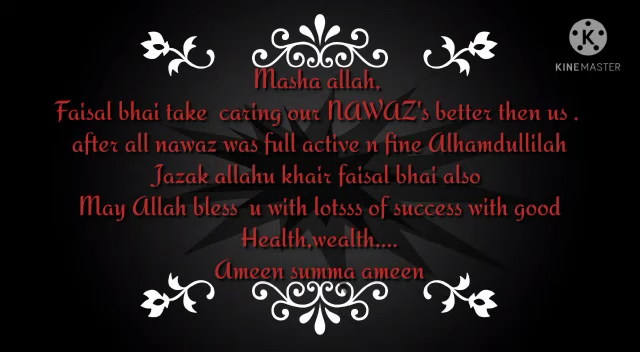 KINEMASTER
Masha allah,
Faisal bhai take caring our NAWAZ's better then us .
after all nawaz was full active n fine Alhamdullilah
Jazak allahu khair faisal bhai also
May Allah bless u with lotsss of success with good
Health,wealth....
Ameen summa ameen